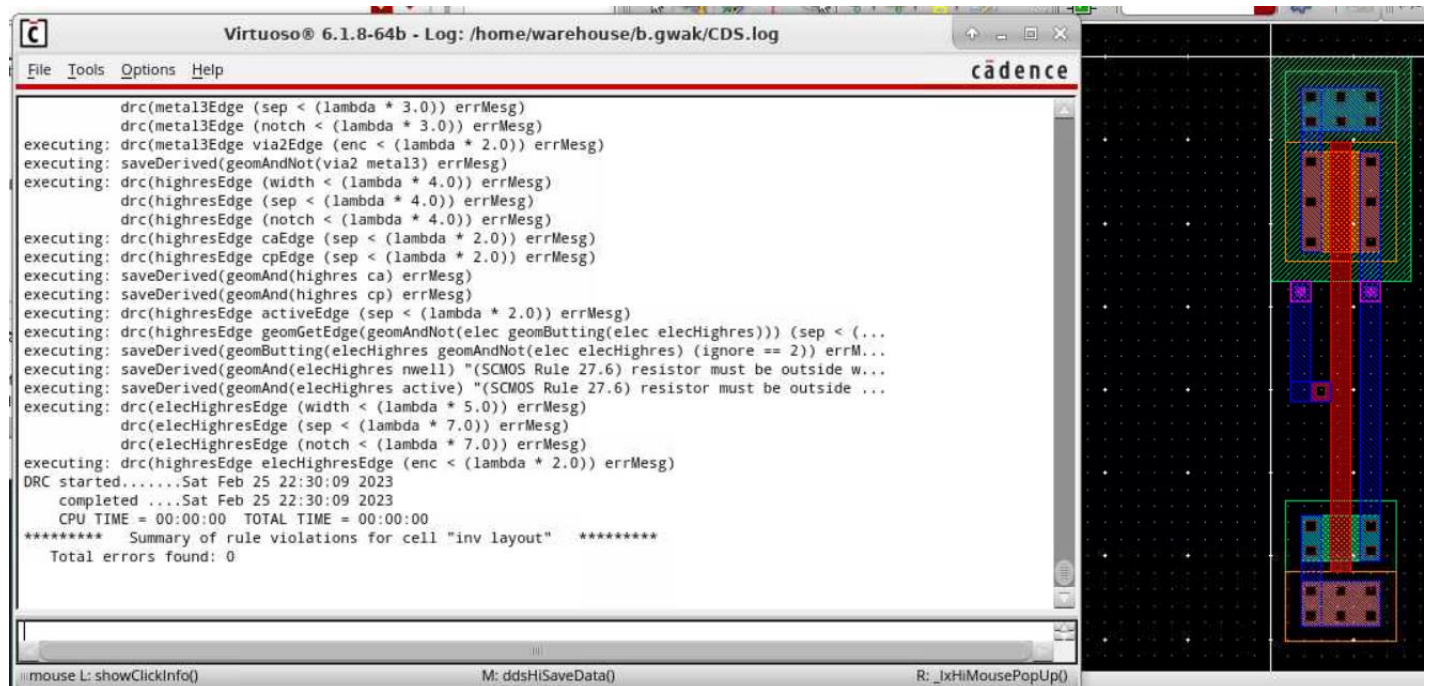 Virtuoso® 6.1.8-64b - Log: /home/warehouse/b.gwak/CDS.log
File Tools Options Help
cādence
drc(metal3Edge (sep < (lambda * 3.0)) errMesg)
drc(metal3Edge (notch < (lambda * 3.0)) errMesg)
executing: drc(metal3Edge via2Edge (enc < (lambda * 2.0)) errMesg)
executing: saveDerived(geomAndNot(via2 metal3) errMesg)
executing: drc(highresEdge (width < (lambda * 4.0)) errMesg)
drc(highresEdge (sep < (lambda * 4.0)) errMesg)
drc(highresEdge (notch < (lambda * 4.0)) errMesg)
executing: drc(highresEdge caEdge (sep < (lambda * 2.0)) errMesg)
executing: drc(highresEdge cpEdge (sep < (lambda * 2.0)) errMesg)
executing: saveDerived(geomAnd(highres ca) errMesg)
executing: saveDerived(geomAnd(highres cp) errMesg)
executing: drc(highresEdge activeEdge (sep < (lambda * 2.0)) errMesg)
executing: drc(highresEdge geomGetEdge(geomAndNot(elec geomButting(elec elecHighres))) (sep < (...
executing: saveDerived(geomButting(elecHighres geomAndNot(elec elecHighres) (ignore == 2)) errM...
executing: saveDerived(geomAnd(elecHighres nwell) "(SCMOS Rule 27.6) resistor must be outside w...
executing: saveDerived(geomAnd(elecHighres active) "(SCMOS Rule 27.6) resistor must be outside ...
executing: drc(elecHighresEdge (width < (lambda * 5.0)) errMesg)
drc(elecHighresEdge (sep < (lambda * 7.0)) errMesg)
drc(elecHighresEdge (notch < (lambda * 7.0)) errMesg)
executing: drc(highresEdge elecHighresEdge (enc < (lambda * 2.0)) errMesg)
DRC started.......Sat Feb 25 22:30:09 2023
completed ....Sat Feb 25 22:30:09 2023
CPU TIME = 00:00:00 TOTAL TIME = 00:00:00
********* Summary of rule violations for cell "inv layout" *********
Total errors found: 0
mouse L: showClickInfo()
M: ddsHiSaveData()
R: _lxHiMousePopUp()